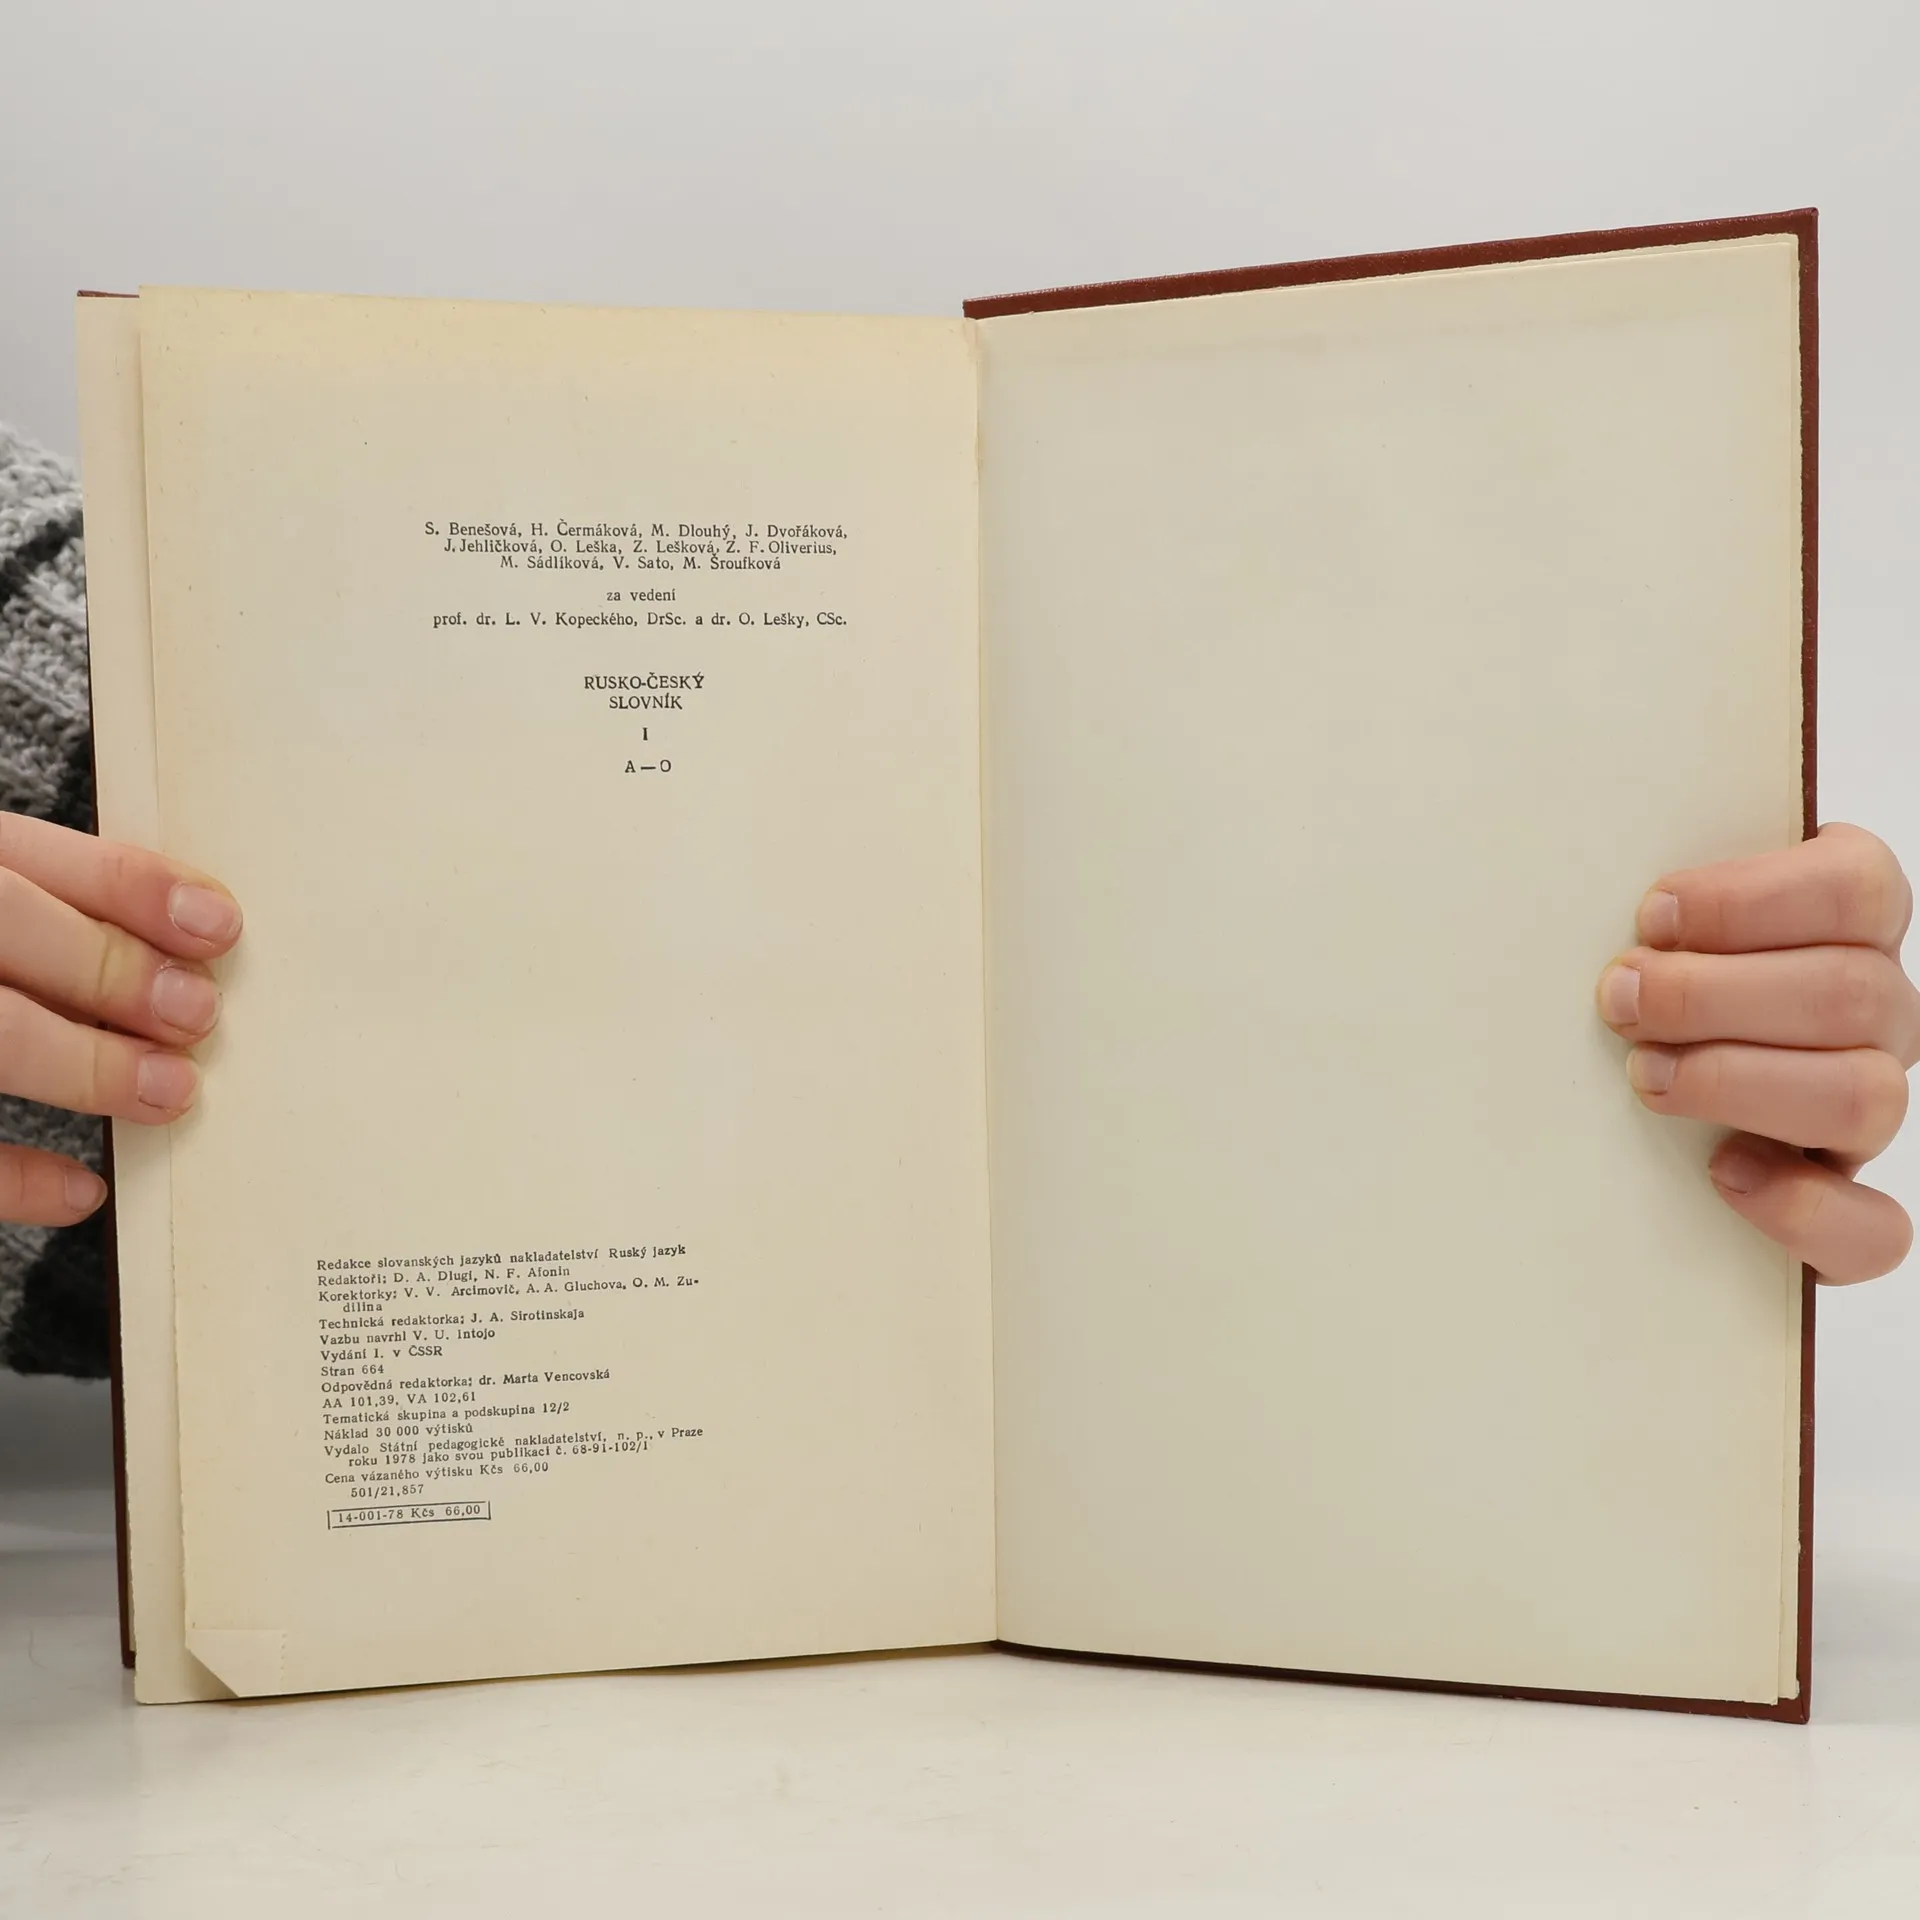 S. Benešová, H. Čermáková, M. Dlouhý, J. Dvořáková,
J. Jehličková, O. Leška, Z. Lešková, Z. F. Oliverius,
M. Sádlíková, V. Sato, M. Šroufková
za vedení
prof. dr. L. V. Kopeckého, DrSc. a dr. O. Lešky, CSc.
RUSKO-ČESKÝ
SLOVNÍK
I
A — O
Redakce slovanských jazyků nakladatelství Ruský jazyk
Redaktoři: D. A. Dlugi, N. F. Afonin
Korektorky: V. V. Arcimovič, A. A. Gluchova, O. M. Zu-
dilina
Technická redaktorka: J. A. Sirotinskaja
Vazbu navrhl V. U. Intojo
Vydání I. v ČSSR
Stran 664
Odpovědná redaktorka: dr. Marta Vencovská
AA 101,39, VA 102,61
Tematická skupina a podskupina 12/2
Náklad 30 000 výtisků
Vydalo Státní pedagogické nakladatelství, n. p., v Praze
roku 1978 jako svou publikaci č. 68-91-102/1
Cena vázaného výtisku Kčs 66,00
501/21,857
14-001-78 Kčs 66,00